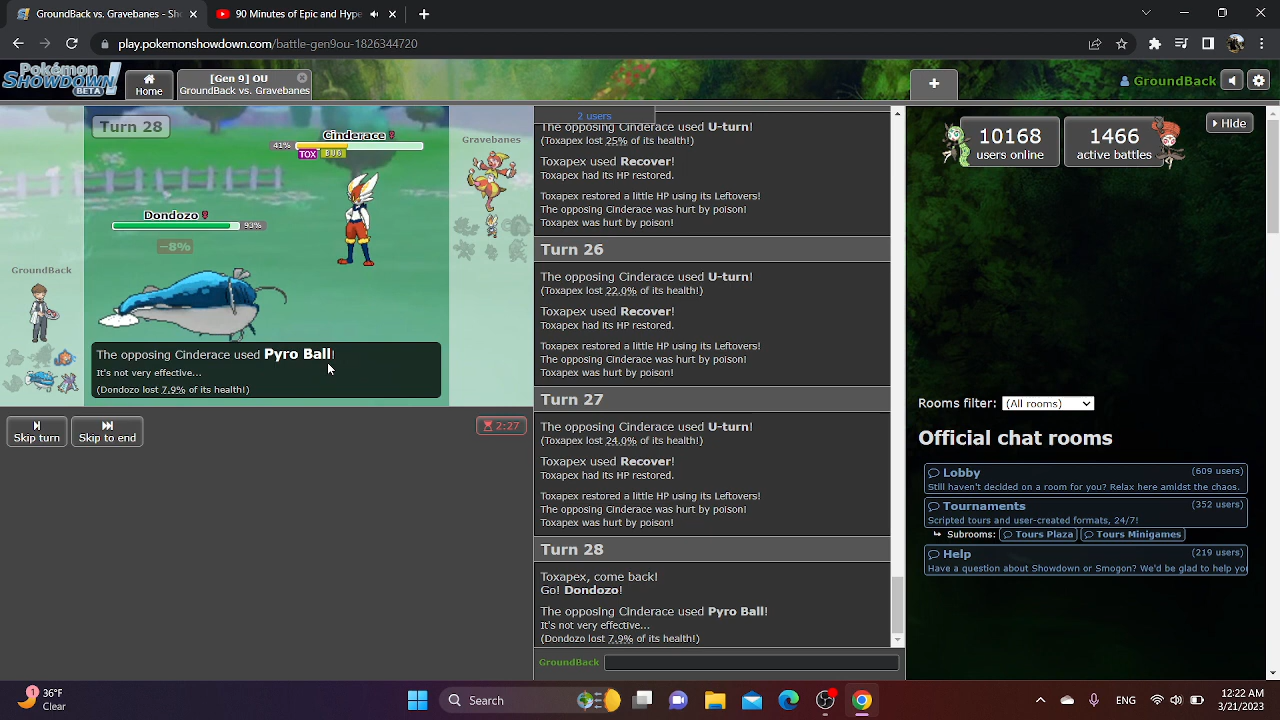 GroundBack vs. Gravebanes - Sho
90 Minutes of Epic and Hype
play.pokemonshowdown.com/battle-gen9ou-1826344720
Pokémon
SHOWDOWN!
BETA
Home
[Gen 9] OU
GroundBack vs. Gravebanes
GroundBack
Turn 28
Cinderace
41%
TOX BUG
Dondozo
93%
−8%
Gravebanes
GroundBack
The opposing Cinderace used Pyro Ball!
It's not very effective...
(Dondozo lost 7.9% of its health!)
Skip turn
Skip to end
2:27
2 users
The opposing Cinderace used U-turn!
(Toxapex lost 25% of its health!)
Toxapex used Recover!
Toxapex had its HP restored.
Toxapex restored a little HP using its Leftovers!
The opposing Cinderace was hurt by poison!
Toxapex was hurt by poison!
Turn 26
The opposing Cinderace used U-turn!
(Toxapex lost 22.0% of its health!)
Toxapex used Recover!
Toxapex had its HP restored.
Toxapex restored a little HP using its Leftovers!
The opposing Cinderace was hurt by poison!
Toxapex was hurt by poison!
Turn 27
The opposing Cinderace used U-turn!
(Toxapex lost 24.0% of its health!)
Toxapex used Recover!
Toxapex had its HP restored.
Toxapex restored a little HP using its Leftovers!
The opposing Cinderace was hurt by poison!
Toxapex was hurt by poison!
Turn 28
Toxapex, come back!
Go! Dondozo!
The opposing Cinderace used Pyro Ball!
It's not very effective...
(Dondozo lost 7.9% of its health!)
GroundBack
10168
users online
1466
active battles
Hide
Rooms filter: (All rooms)
Official chat rooms
Lobby (609 users)
Still haven't decided on a room for you? Relax here amidst the chaos.
Tournaments (352 users)
Scripted tours and user-created formats, 24/7!
Subrooms: Tours Plaza Tours Minigames
Help (219 users)
Have a question about Showdown or Smogon? We'd be glad to help you
1
36°F
Clear
Search
ENG
12:22 AM
3/21/2023